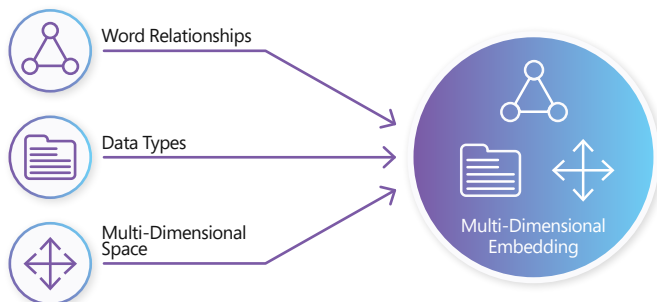 Word Relationships
Data Types
Multi-Dimensional
Space
Multi-Dimensional
Embedding